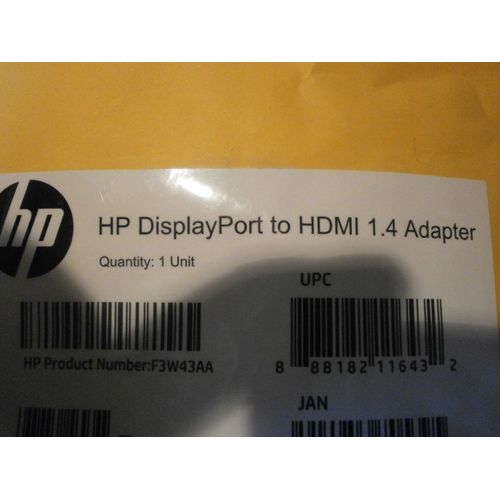 hp
HP DisplayPort to HDMI 1.4 Adapter
Quantity: 1 Unit
UPC
HP Product Number:F3W43AA
8 88182 11643 2
JAN